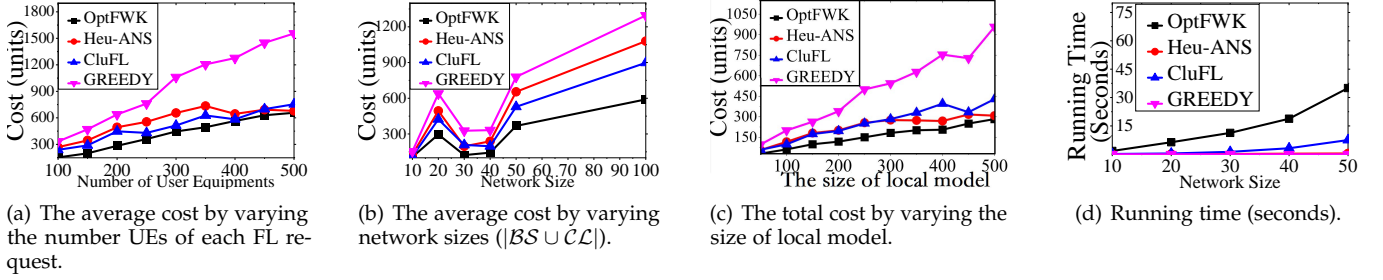 Cost (units)
1800
1500
1200
900
600
300
OptFWK
Heu-ANS
CluFL
GREEDY
100 200 300 400 500
Number of User Equipments
(a) The average cost by varying
the number UEs of each FL re-
quest.
Cost (units)
1200
900
600
300
OptFWK
Heu-ANS
CluFL
GREEDY
10 20 30 40 50 100
Network Size
(b) The average cost by varying
network sizes (|BS ∪ CL|).
Cost (units)
1050
900
750
600
450
300
150
OptFWK
Heu-ANS
CluFL
GREEDY
100 200 300 400 500
The size of local model
(c) The total cost by varying the
size of local model.
Running Time
(Seconds)
75
60
45
30
15
OptFWK
Heu-ANS
CluFL
GREEDY
10 20 30 40 50
Network Size
(d) Running time (seconds).